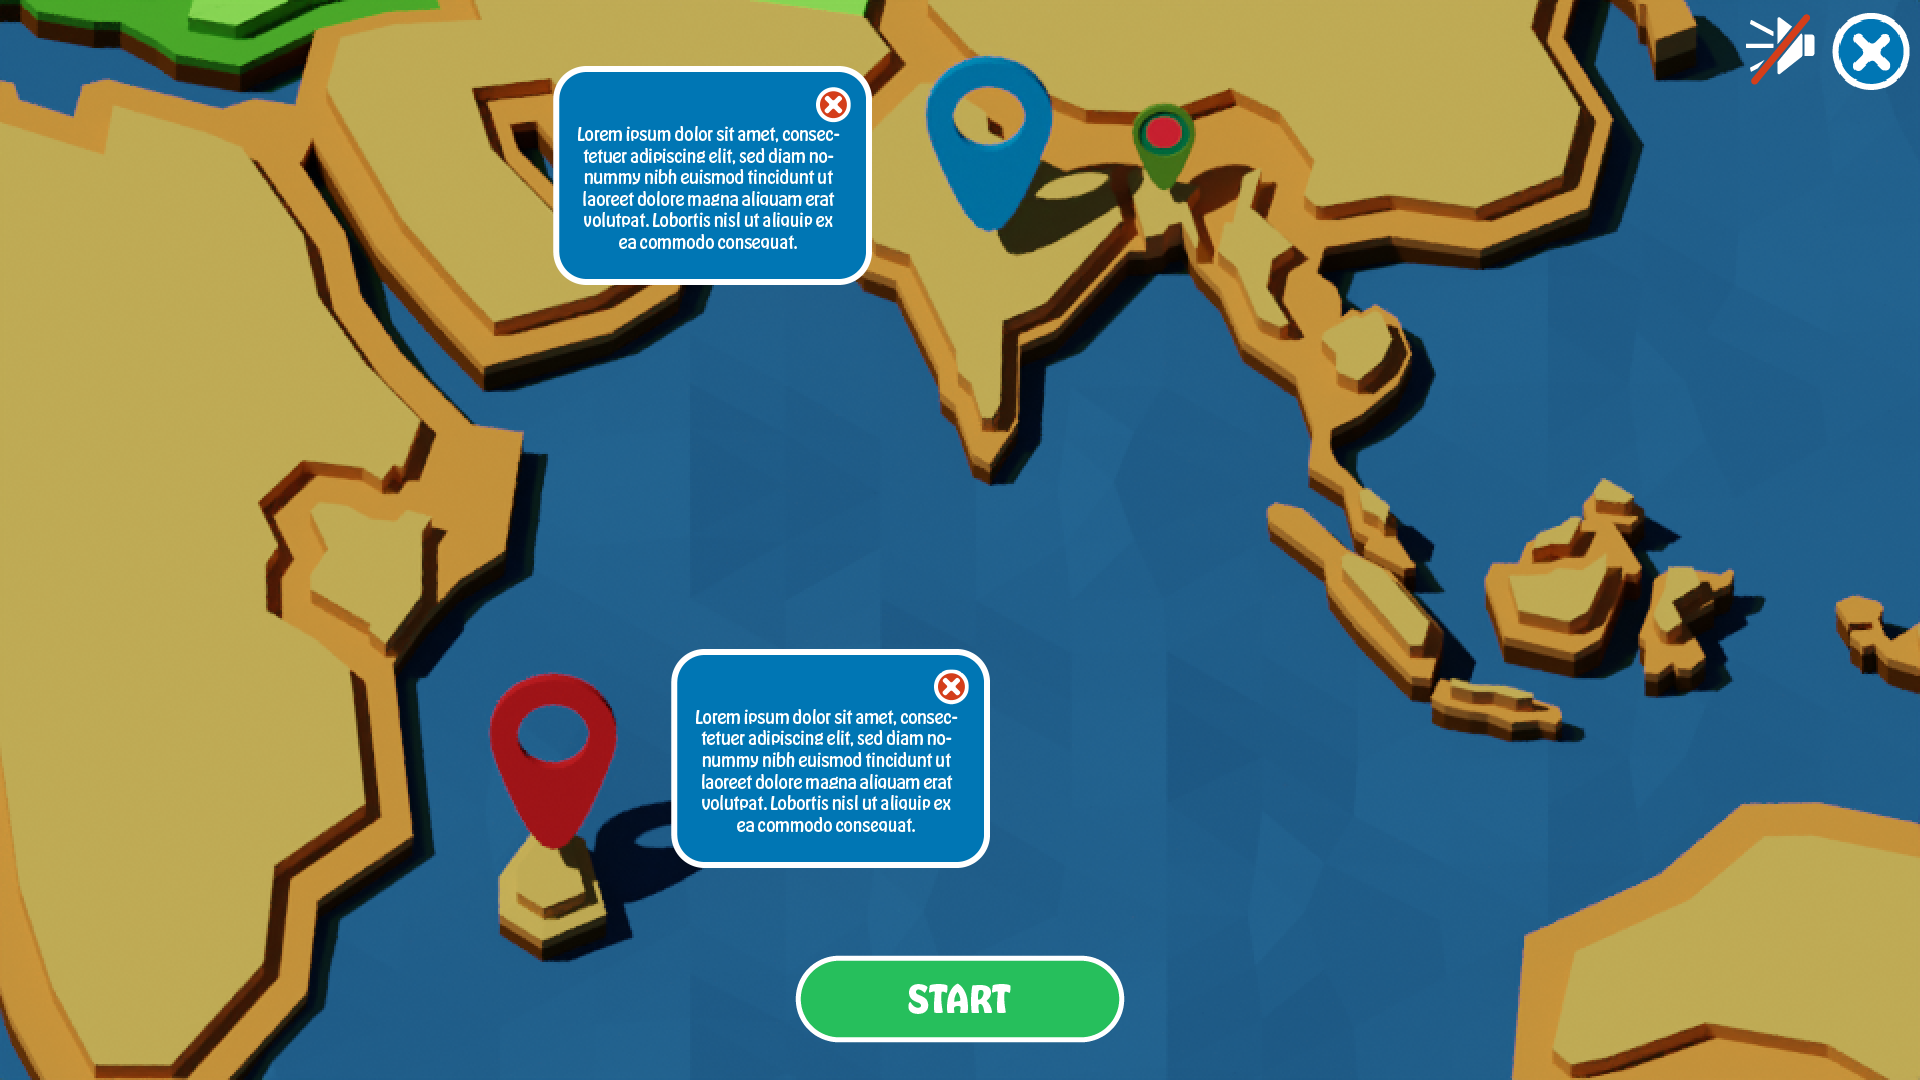 Lorem ipsum dolor sit amet, consec-
tetuer adipiscing elit, sed diam no-
nummy nibh euismod tincidunt ut
laoreet dolore magna aliquam erat
volutpat. Lobortis nisl ut aliquip ex
ea commodo consequat.
Lorem ipsum dolor sit amet, consec-
tetuer adipiscing elit, sed diam no-
nummy nibh euismod tincidunt ut
laoreet dolore magna aliquam erat
volutpat. Lobortis nisl ut aliquip ex
ea commodo consequat.
START